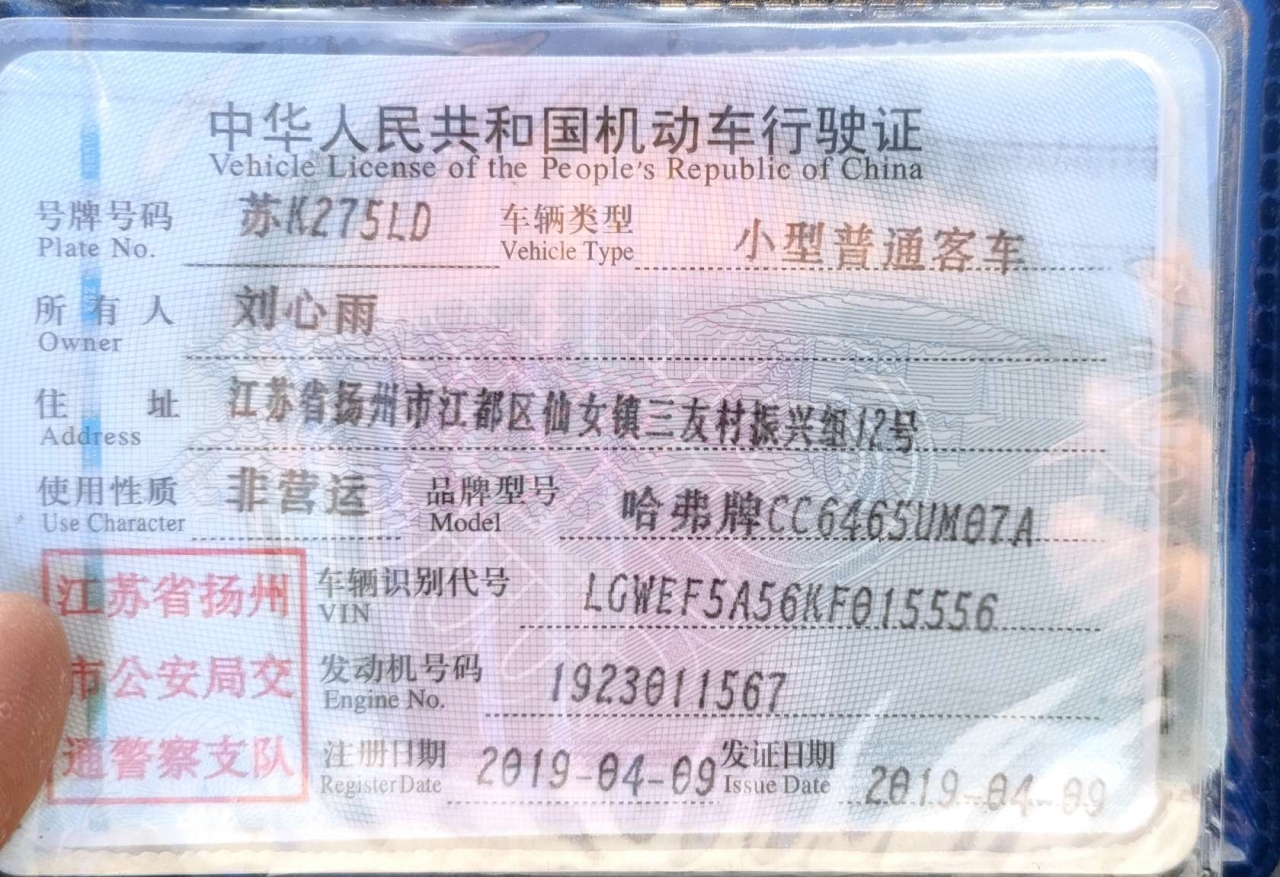 中华人民共和国机动车行驶证
Vehicle License of the People's Republic of China
号牌号码 苏K275LD 车辆类型 小型普通客车
Plate No. Vehicle Type
所有人 刘心雨
Owner
住址 江苏省扬州市江都区仙女镇三友村振兴组12号
Address
使用性质 非营运 品牌型号 哈弗牌CC6465UM07A
Use Character Model
江苏省扬州 车辆识别代号 LGWEF5A56KF015556
VIN
市公安局交 发动机号码 1923011567
Engine No.
通警察支队 注册日期 2019-04-09 发证日期 2019-04-09
Register Date Issue Date